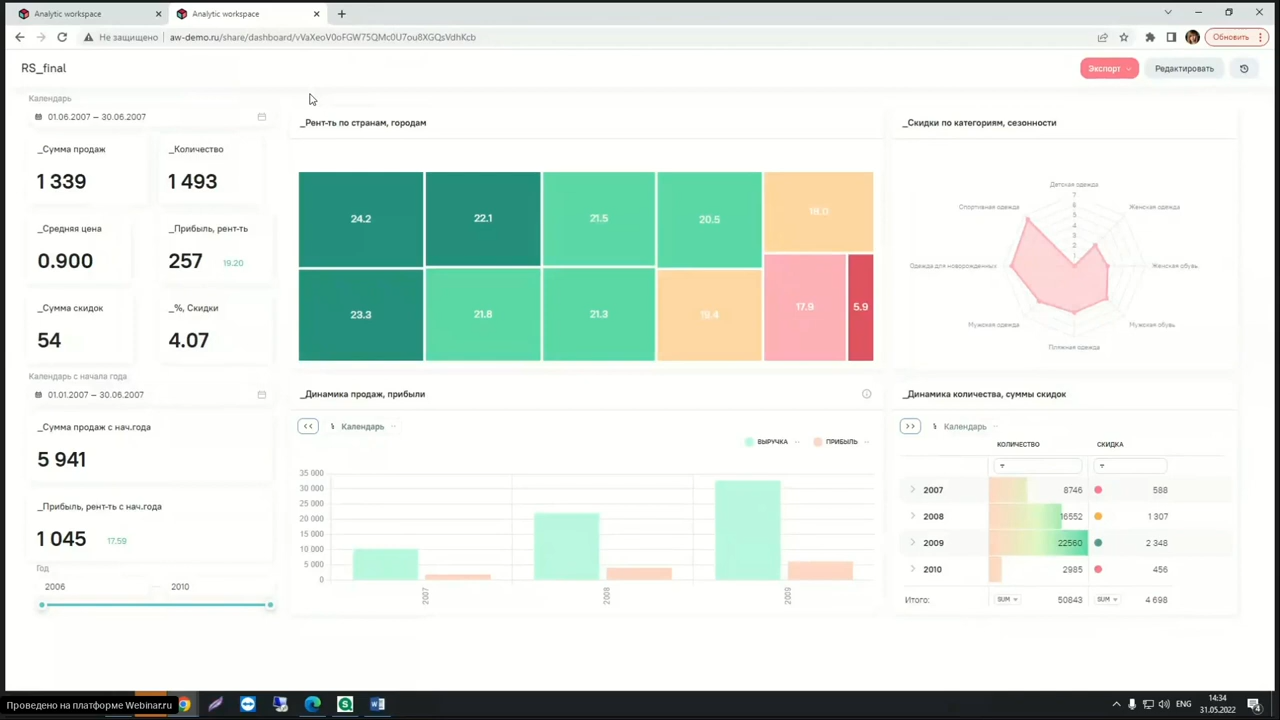 Analytic workspace
Analytic workspace
Не защищено
aw-demo.ru/share/dashboard/vVaXeoV0oFGW75QMc0U7ou8XGQsVdhKcb
Обновить
RS_final
Экспорт
Редактировать
Календарь
01.06.2007 — 30.06.2007
_Сумма продаж
1 339
_Количество
1 493
_Средняя цена
0.900
_Прибыль, рент-ть
257 19.20
_Сумма скидок
54
_%, Скидки
4.07
Календарь с начала года
01.01.2007 — 30.06.2007
_Сумма продаж с нач.года
5 941
_Прибыль, рент-ть с нач.года
1 045 17.59
Год
2006 2010
_Рент-ть по странам, городам
24.2 22.1 21.5 20.5
23.3 21.8 21.3 17.9 5.9
_Скидки по категориям, сезонности
Детская одежда
Спортивная одежда
Женская одежда
7
6
5
4
3
2
1
Одежда для новорожденных
Женская обувь
Мужская одежда
Мужская обувь
Пляжная одежда
_Динамика продаж, прибыли
<< Календарь
ВЫРУЧКА ПРИБЫЛЬ
35 000
30 000
25 000
20 000
15 000
10 000
5 000
0
2007 2008 2009
_Динамика количества, суммы скидок
>> Календарь
КОЛИЧЕСТВО СКИДКА
2007 8746 588
2008 16552 1 307
2009 22560 2 348
2010 2985 456
Итого: SUM 50843 SUM 4 698
Проведено на платформе Webinar.ru
ENG
14:34
31.05.2022
4